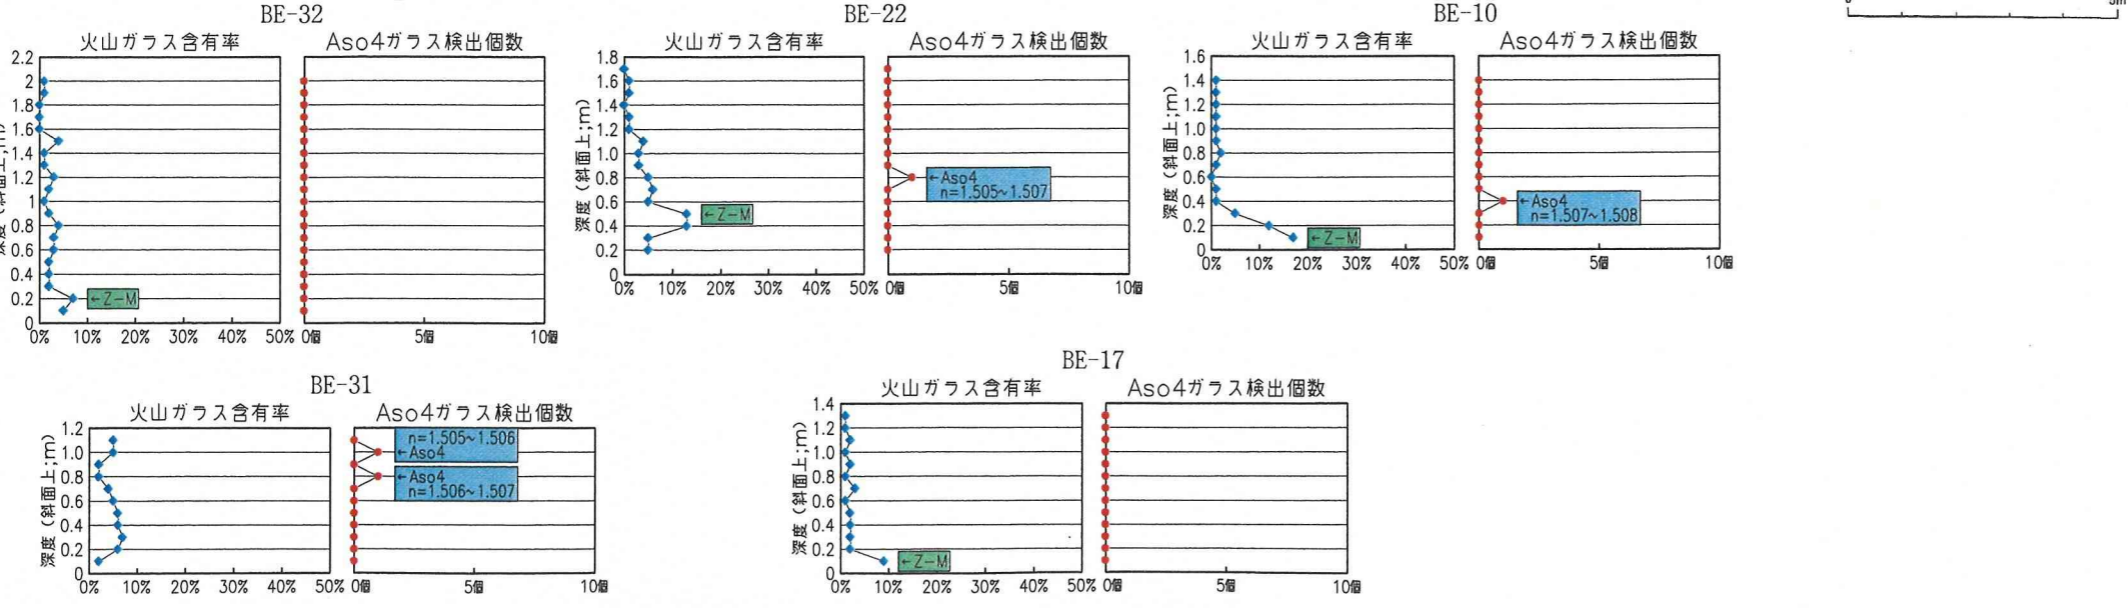 BE-32
火山ガラス含有率
Aso4ガラス検出個数
2.2
2
1.8
1.6
1.4
1.2
1
0.8
0.6
0.4
0.2
0
←Z-M
0% 10% 20% 30% 40% 50%
0個 5個 10個
BE-22
火山ガラス含有率
Aso4ガラス検出個数
深度(斜面上;m)
1.8
1.6
1.4
1.2
1.0
0.8
0.6
0.4
0.2
0
←Z-M
←Aso4
n=1.505~1.507
0% 10% 20% 30% 40% 50%
0個 5個 10個
BE-10
火山ガラス含有率
Aso4ガラス検出個数
深度(斜面上;m)
1.6
1.4
1.2
1.0
0.8
0.6
0.4
0.2
0
←Z-M
←Aso4
n=1.507~1.508
0% 10% 20% 30% 40% 50%
0個 5個 10個
BE-31
火山ガラス含有率
Aso4ガラス検出個数
深度(斜面上;m)
1.2
1.0
0.8
0.6
0.4
0.2
0
n=1.505~1.506
←Aso4
←Aso4
n=1.506~1.507
0% 10% 20% 30% 40% 50%
0個 5個 10個
BE-17
火山ガラス含有率
Aso4ガラス検出個数
深度(斜面上;m)
1.4
1.2
1.0
0.8
0.6
0.4
0.2
0
←Z-M
0% 10% 20% 30% 40% 50%
0個 5個 10個